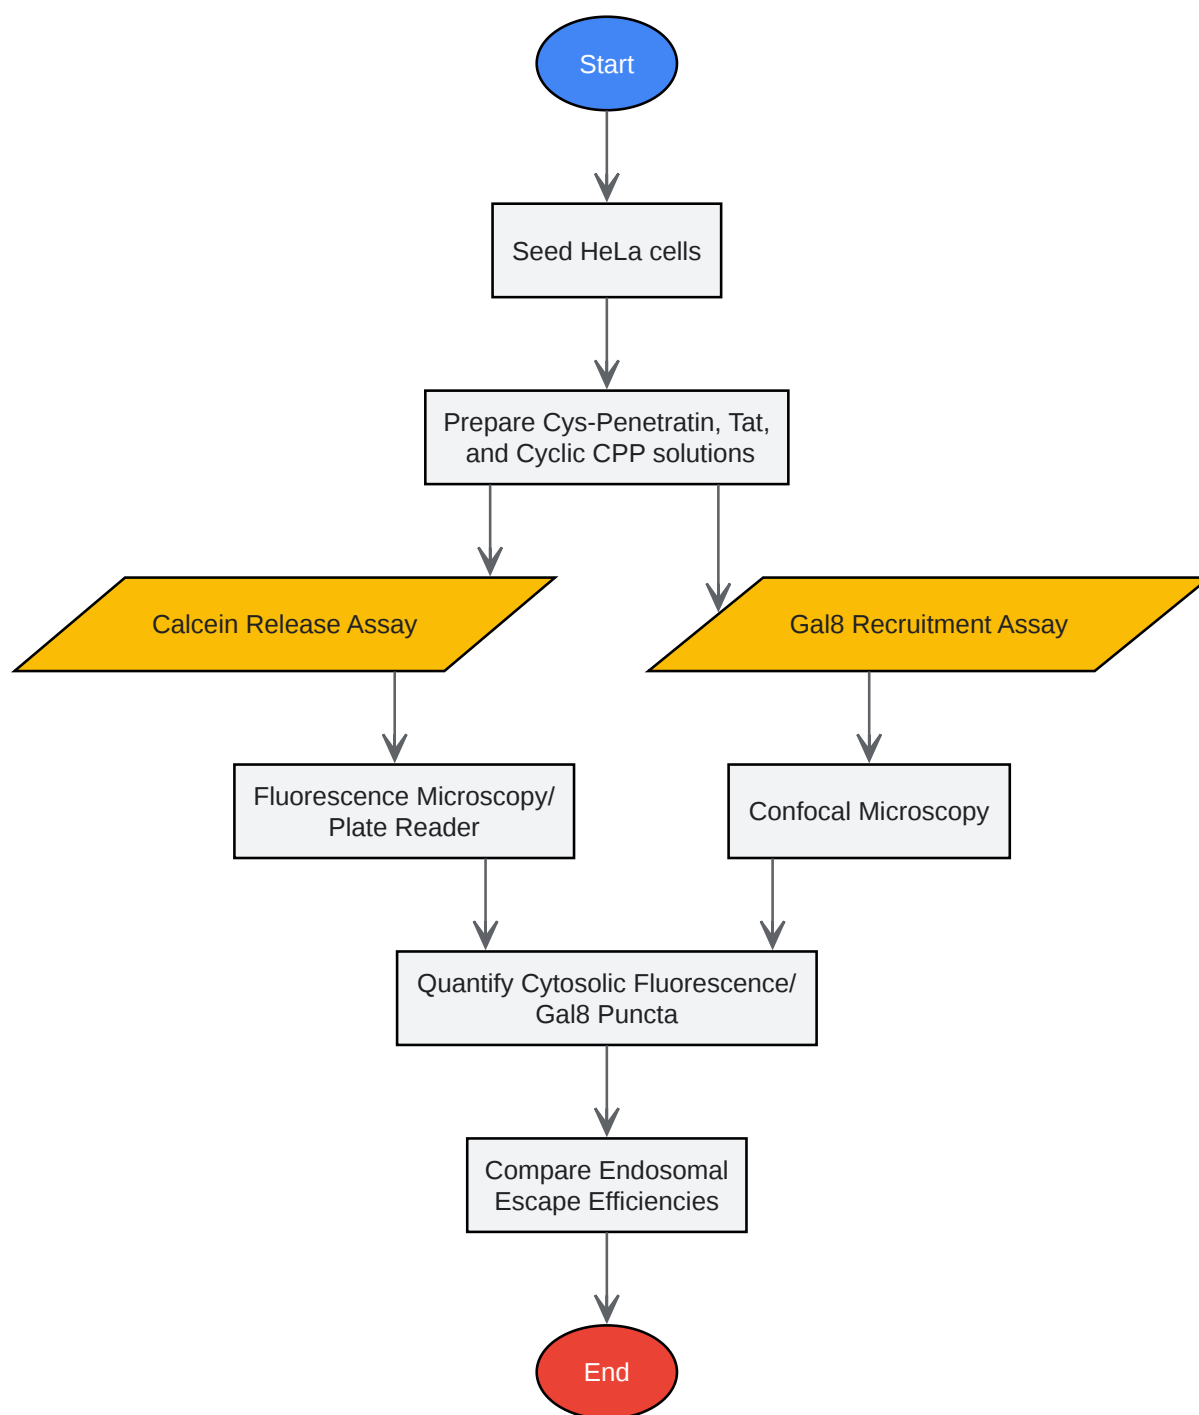 Start
Seed HeLa cells
Prepare Cys-Penetratin, Tat,
and Cyclic CPP solutions
Calcein Release Assay
Gal8 Recruitment Assay
Fluorescence Microscopy/
Plate Reader
Confocal Microscopy
Quantify Cytosolic Fluorescence/
Gal8 Puncta
Compare Endosomal
Escape Efficiencies
End